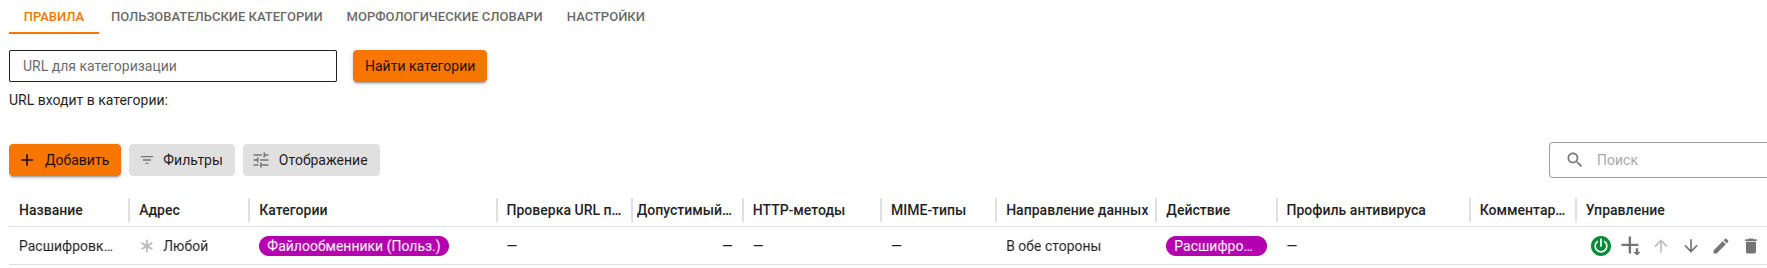 ПРАВИЛА ПОЛЬЗОВАТЕЛЬСКИЕ КАТЕГОРИИ МОРФОЛОГИЧЕСКИЕ СЛОВАРИ НАСТРОЙКИ
URL для категоризации Найти категории
URL входит в категории:
Добавить Фильтры Отображение Поиск
Название Адрес Категории Проверка URL п... Допустимый... HTTP-методы MIME-типы Направление данных Действие Профиль антивируса Комментар... Управление
Расшифровк... Любой Файлообменники (Польз.) — — — — В обе стороны Расшифро... —